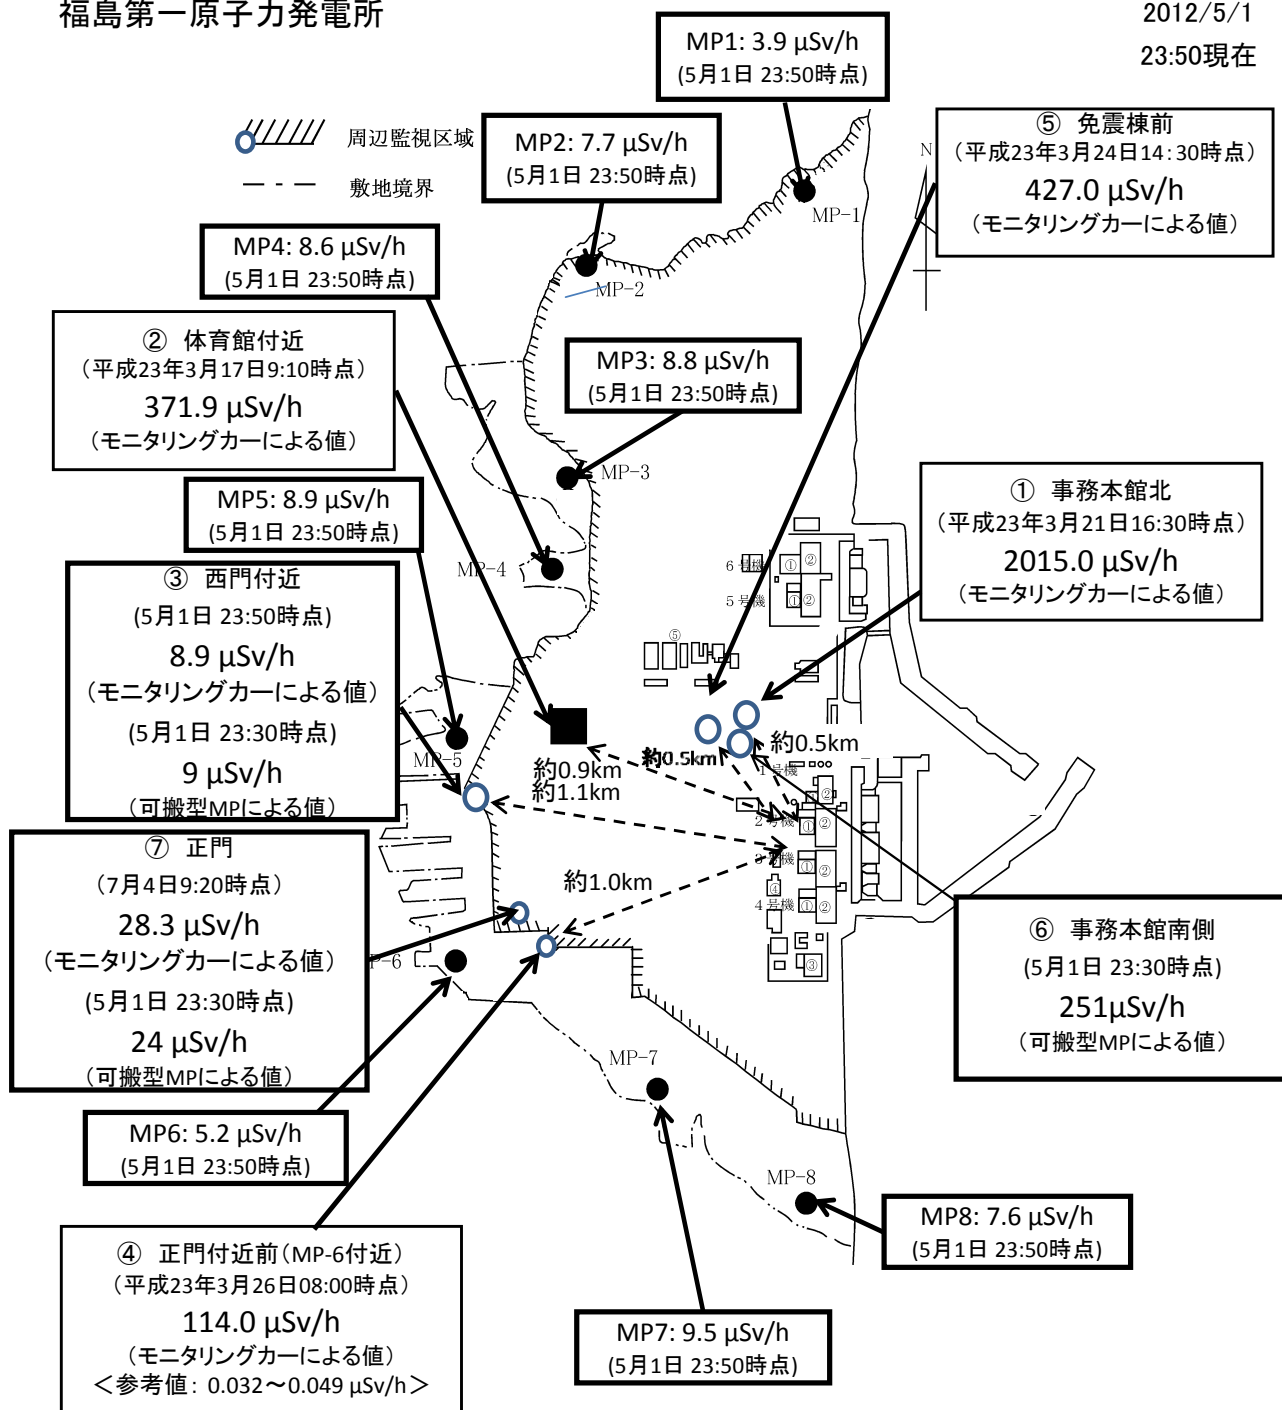 福島第一原子力発電所
2012/5/1
23:50現在
周辺監視区域
敷地境界
N
MP1: 3.9 μSv/h
(5月1日 23:50時点)
MP2: 7.7 μSv/h
(5月1日 23:50時点)
⑤ 免震棟前
(平成23年3月24日14:30時点)
427.0 μSv/h
(モニタリングカーによる値)
MP-1
MP4: 8.6 μSv/h
(5月1日 23:50時点)
MP-2
② 体育館付近
(平成23年3月17日9:10時点)
371.9 μSv/h
(モニタリングカーによる値)
MP3: 8.8 μSv/h
(5月1日 23:50時点)
MP-3
MP5: 8.9 μSv/h
(5月1日 23:50時点)
① 事務本館北
(平成23年3月21日16:30時点)
2015.0 μSv/h
(モニタリングカーによる値)
MP-4
③ 西門付近
(5月1日 23:50時点)
8.9 μSv/h
(モニタリングカーによる値)
(5月1日 23:30時点)
9 μSv/h
(可搬型MPによる値)
6号機
① ②
5号機
① ②
⑤
MP-5
約0.9km
約1.1km
約0.5km
約0.5km
1号機
②
2号機
① ②
3号機
① ②
④
4号機
① ②
③
約1.0km
⑦ 正門
(7月4日9:20時点)
28.3 μSv/h
(モニタリングカーによる値)
(5月1日 23:30時点)
24 μSv/h
(可搬型MPによる値)
P-6
⑥ 事務本館南側
(5月1日 23:30時点)
251μSv/h
(可搬型MPによる値)
MP-7
MP6: 5.2 μSv/h
(5月1日 23:50時点)
MP-8
MP8: 7.6 μSv/h
(5月1日 23:50時点)
④ 正門付近前(MP-6付近)
(平成23年3月26日08:00時点)
114.0 μSv/h
(モニタリングカーによる値)
<参考値: 0.032~0.049 μSv/h>
MP7: 9.5 μSv/h
(5月1日 23:50時点)